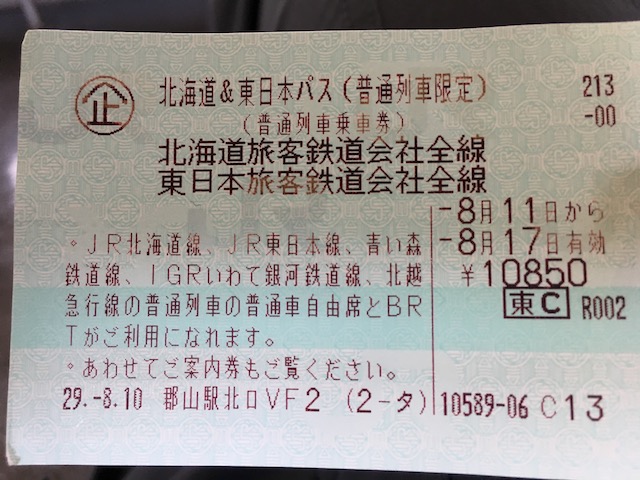 企 北海道&東日本パス(普通列車限定) 213
(普通列車乗車券) -00
北海道旅客鉄道会社全線
東日本旅客鉄道会社全線
-8月11日から
-8月17日有効
¥10850
東C R002
。JR北海道線、JR東日本線、青い森
鉄道線、IGRいわて銀河鉄道線、北越
急行線の普通列車の普通車自由席とBR
Tがご利用になれます。
。あわせてご案内券もご覧ください。
29.-8.10 郡山駅北口VF2 (2-タ) 10589-06 C13